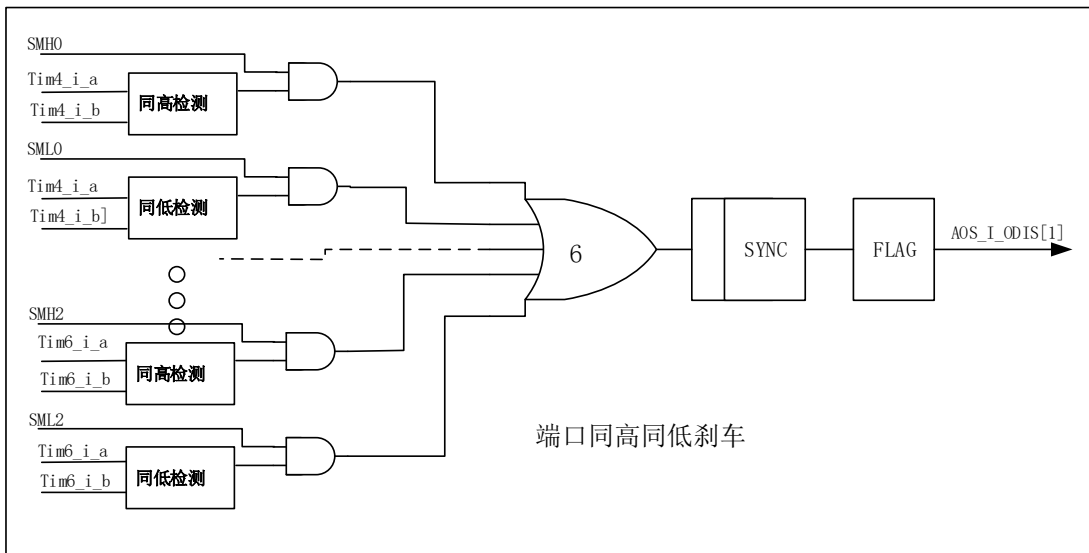 SMH0
Tim4_i_a
同高检测
Tim4_i_b
SML0
Tim4_i_a
同低检测
Tim4_i_b]
6
SYNC
FLAG
AOS_I_ODIS[1]
SMH2
Tim6_i_a
同高检测
Tim6_i_b
SML2
Tim6_i_a
同低检测
Tim6_i_b
端口同高同低刹车